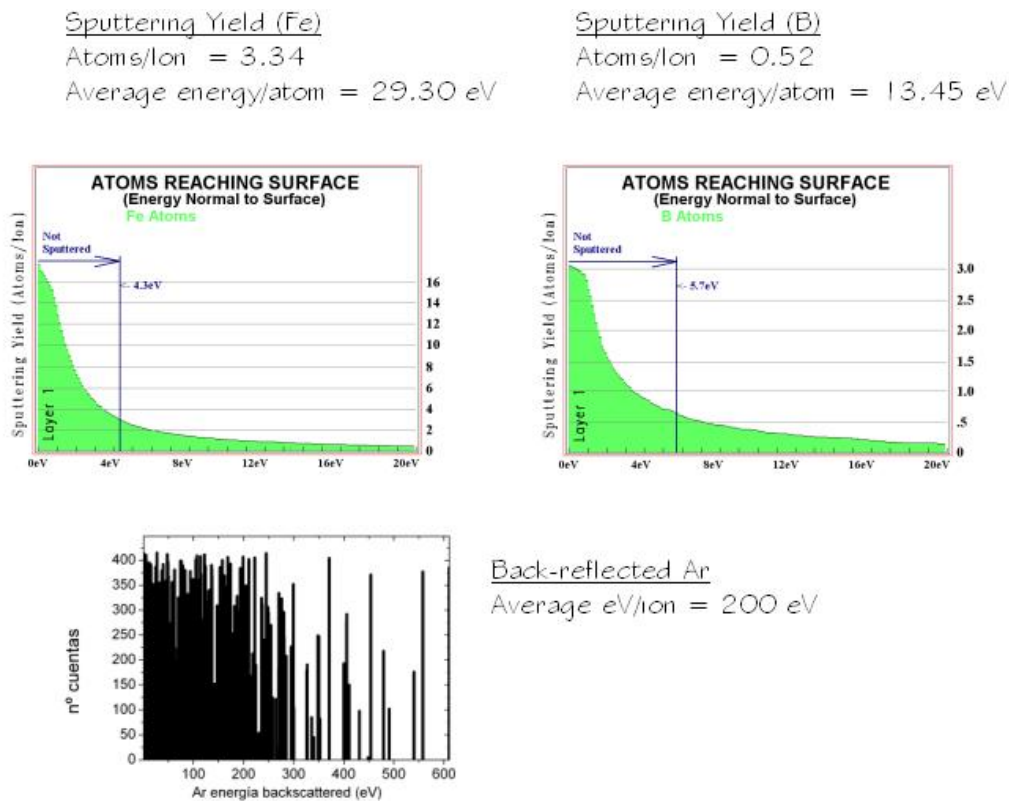 Sputtering Yield (Fe)
Atoms/Ion = 3.34
Average energy/atom = 29.30 eV
Sputtering Yield (B)
Atoms/Ion = 0.52
Average energy/atom = 13.45 eV
ATOMS REACHING SURFACE
(Energy Normal to Surface)
Fe Atoms
Not
Sputtered
<- 4.3eV
Sputtering Yield (Atoms/Ion)
Layer 1
16
14
12
10
8
6
4
2
0
0eV 4eV 8eV 12eV 16eV 20eV
ATOMS REACHING SURFACE
(Energy Normal to Surface)
B Atoms
Not
Sputtered
<- 5.7eV
Sputtering Yield (Atoms/Ion)
Layer 1
3.0
2.5
2.0
1.5
1.0
.5
0
0eV 4eV 8eV 12eV 16eV 20eV
nº cuentas
400
350
300
250
200
150
100
50
0
100 200 300 400 500 600
Ar energía backscattered (eV)
Back-reflected Ar
Average eV/ion = 200 eV